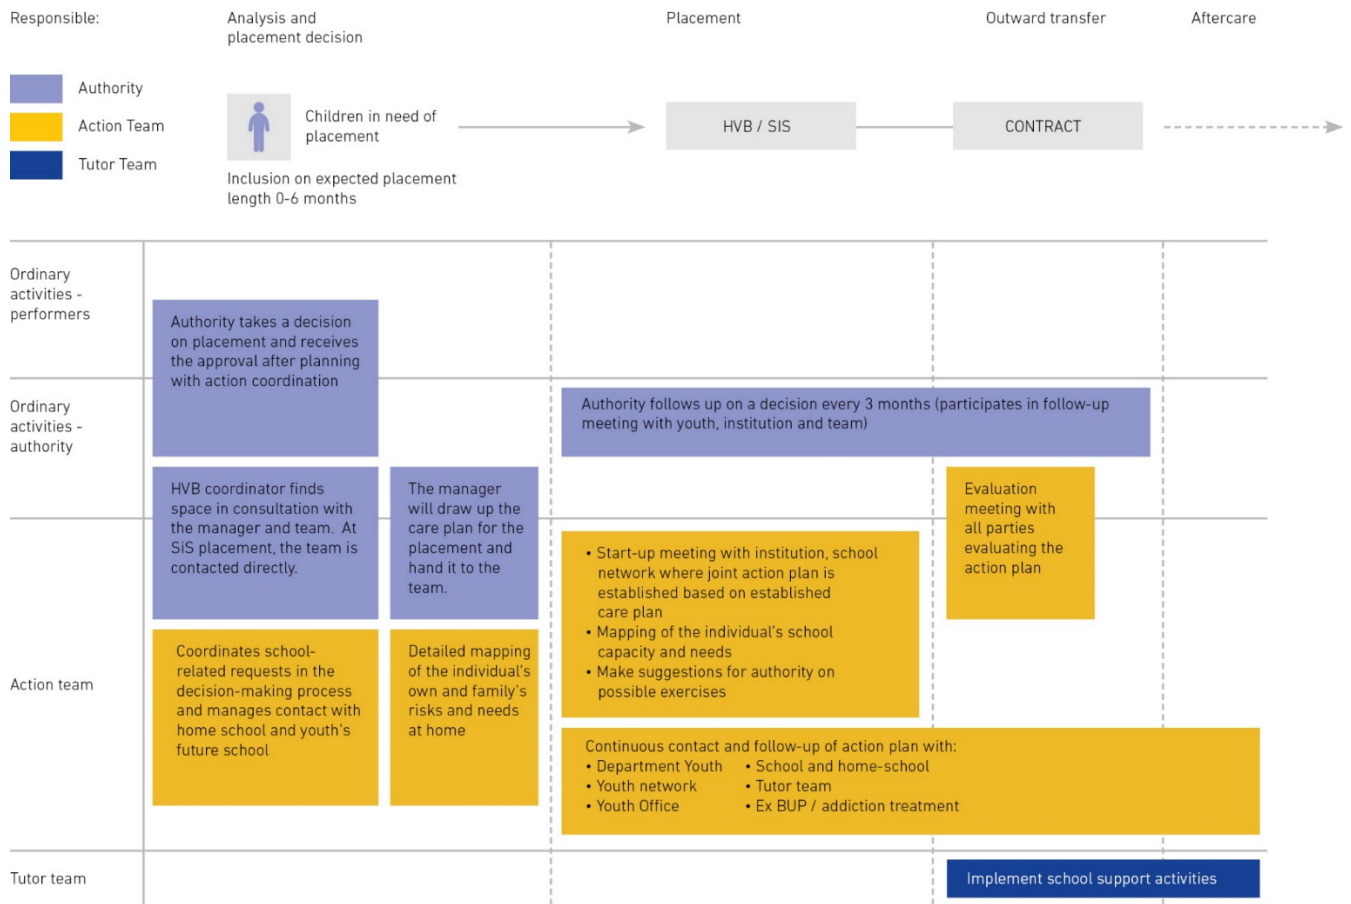 Responsible:
Analysis and
placement decision
Placement
Outward transfer
Aftercare
Authority
Action Team
Tutor Team
Children in need of
placement
HVB / SIS
CONTRACT
Inclusion on expected placement
length 0-6 months
Ordinary
activities -
performers
Authority takes a decision
on placement and receives
the approval after planning
with action coordination
Ordinary
activities -
authority
Authority follows up on a decision every 3 months (participates in follow-up
meeting with youth, institution and team)
HVB coordinator finds
space in consultation with
the manager and team. At
SiS placement, the team is
contacted directly.
The manager
will draw up the
care plan for the
placement and
hand it to the
team.
Evaluation
meeting with
all parties
evaluating the
action plan
Action team
• Start-up meeting with institution, school
network where joint action plan is
established based on established
care plan
• Mapping of the individual's school
capacity and needs
• Make suggestions for authority on
possible exercises
Coordinates school-
related requests in the
decision-making process
and manages contact with
home school and youth's
future school
Detailed mapping
of the individual's
own and family's
risks and needs
at home
Continuous contact and follow-up of action plan with:
• Department Youth
• Youth network
• Youth Office
• School and home-school
• Tutor team
• Ex BUP / addiction treatment
Tutor team
Implement school support activities